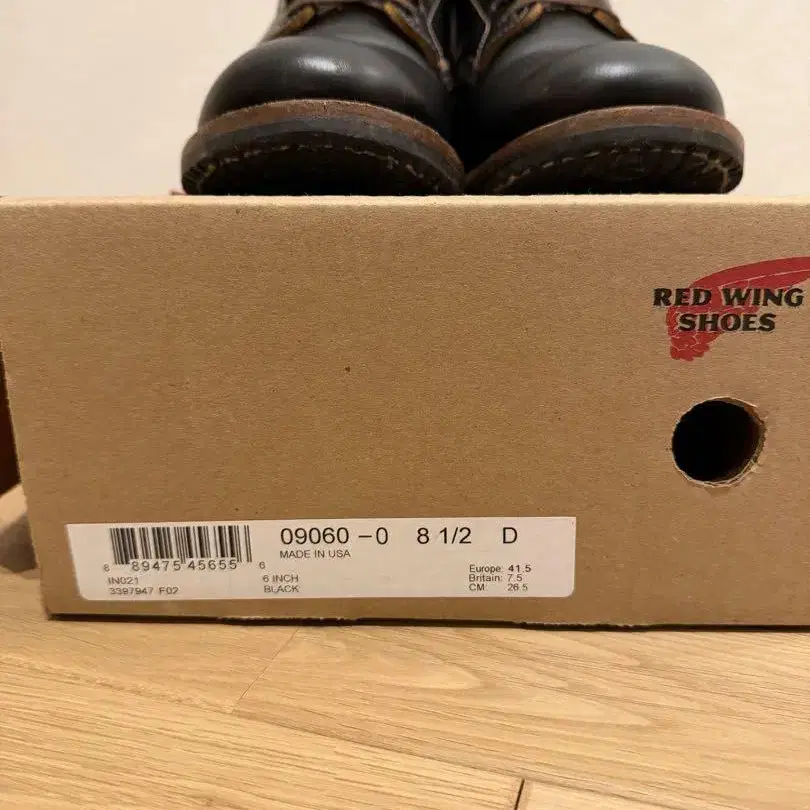 RED WING
SHOES
09060 – 0 8 1/2 D
MADE IN USA
8 89475 45655 6
IN021 6 INCH Europe: 41.5
3397947 F02 BLACK Britain: 7.5
CM: 26.5